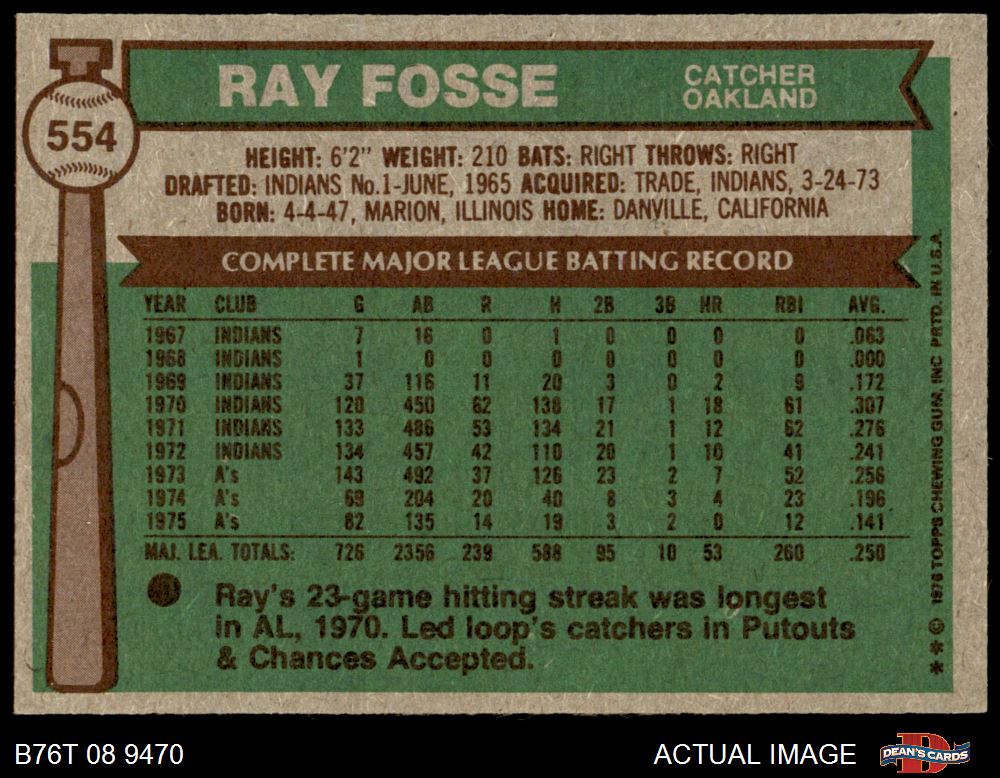 554
RAY FOSSE
CATCHER
OAKLAND
HEIGHT: 6'2" WEIGHT: 210 BATS: RIGHT THROWS: RIGHT
DRAFTED: INDIANS No.1-JUNE, 1965 ACQUIRED: TRADE, INDIANS, 3-24-73
BORN: 4-4-47, MARION, ILLINOIS HOME: DANVILLE, CALIFORNIA
COMPLETE MAJOR LEAGUE BATTING RECORD
YEAR CLUB G AB R H 2B 3B HR RBI AVG.
1967 INDIANS 7 16 0 1 0 0 0 0 .063
1968 INDIANS 1 0 0 0 0 0 0 0 .000
1969 INDIANS 37 116 11 20 3 0 2 9 .172
1970 INDIANS 120 450 62 138 17 1 18 61 .307
1971 INDIANS 133 486 53 134 21 1 12 62 .276
1972 INDIANS 134 457 42 110 20 1 10 41 .241
1973 A's 143 492 37 126 23 2 7 52 .256
1974 A's 69 204 20 40 8 3 4 23 .196
1975 A's 82 135 14 19 3 2 0 12 .141
MAJ. LEA. TOTALS: 726 2356 239 588 95 10 53 260 .250
Ray's 23-game hitting streak was longest
in AL, 1970. Led loop's catchers in Putouts
& Chances Accepted.
* * © 1976 TOPPS CHEWING GUM, INC PRTD. IN U.S.A.
B76T 08 9470
ACTUAL IMAGE
DEAN'S CARDS